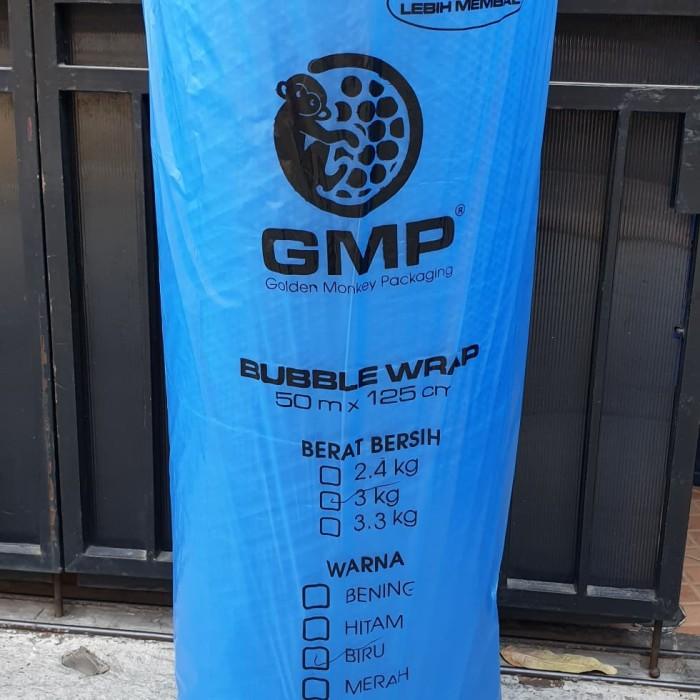 LEBIH MEMBAL
GMP®
Golden Monkey Packaging
BUBBLE WRAP
50 m x 125 cm
BERAT BERSIH
2.4 kg
3 kg
3.3 kg
WARNA
BENING
HITAM
BIRU
MERAH